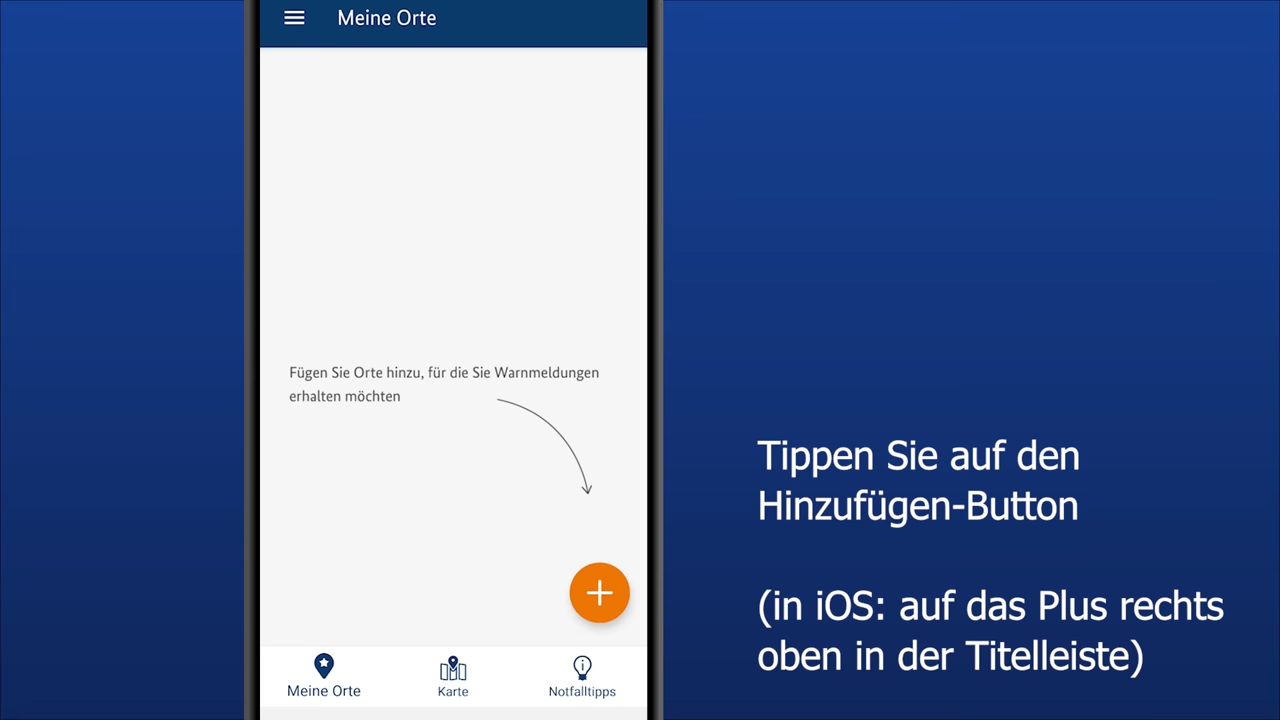 Meine Orte
Fügen Sie Orte hinzu, für die Sie Warnmeldungen
erhalten möchten
Meine Orte
Karte
Notfalltipps
Tippen Sie auf den
Hinzufügen-Button
(in iOS: auf das Plus rechts
oben in der Titelleiste)